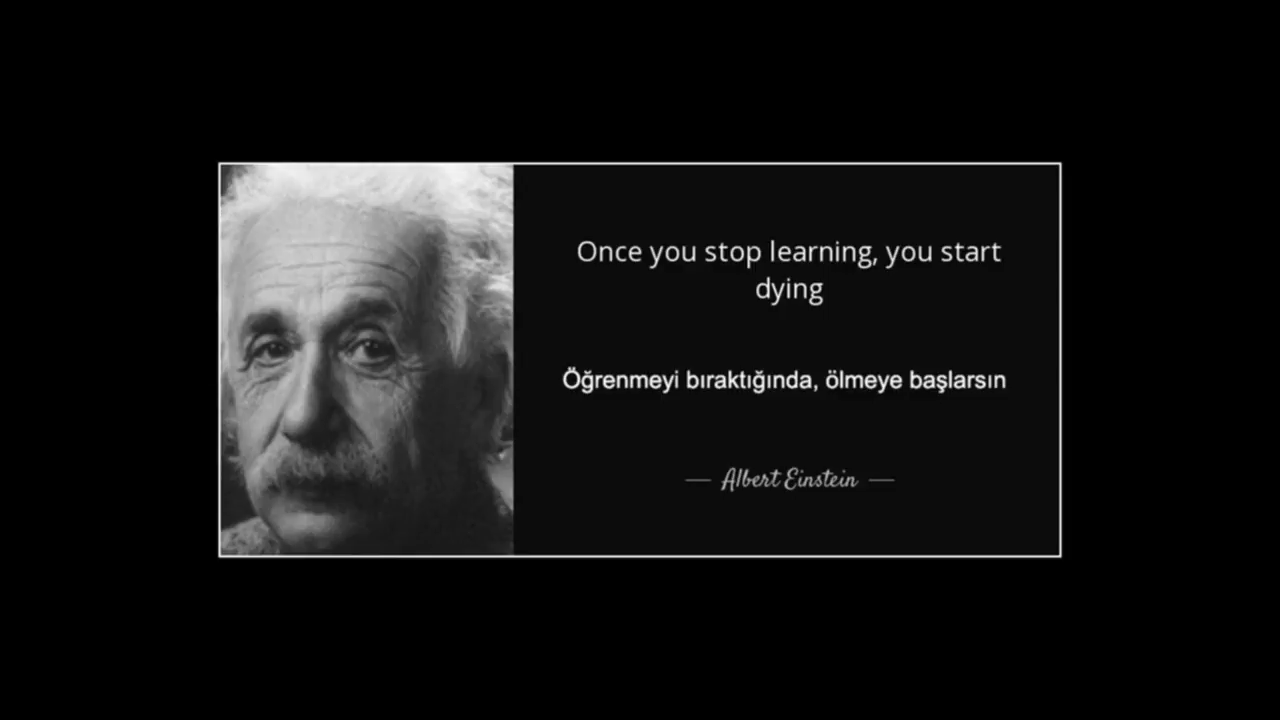 Once you stop learning, you start
dying
Öğrenmeyi bıraktığında, ölmeye başlarsın
— Albert Einstein —